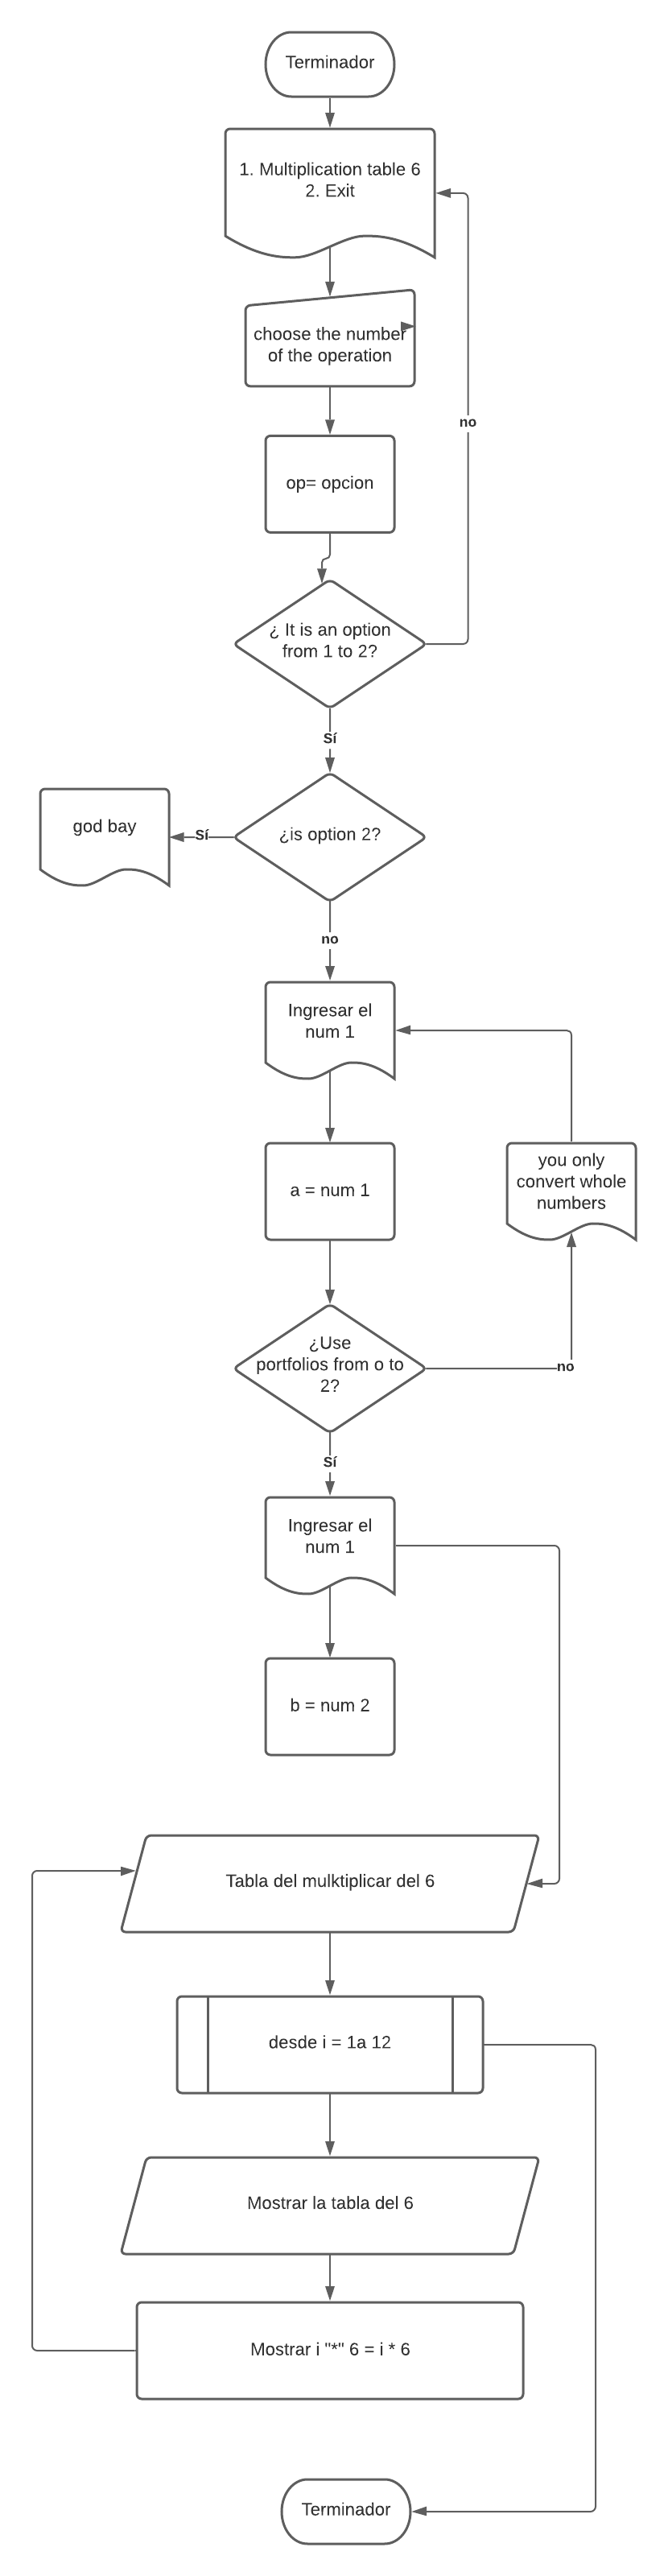 Terminador
1. Multiplication table 6
2. Exit
choose the number
of the operation
op= opcion
no
¿ It is an option
from 1 to 2?
Sí
god bay
Sí
¿is option 2?
no
Ingresar el
num 1
a = num 1
you only
convert whole
numbers
¿Use
portfolios from o to
2?
no
Sí
Ingresar el
num 1
b = num 2
Tabla del mulktiplicar del 6
desde i = 1a 12
Mostrar la tabla del 6
Mostrar i "*" 6 = i * 6
Terminador